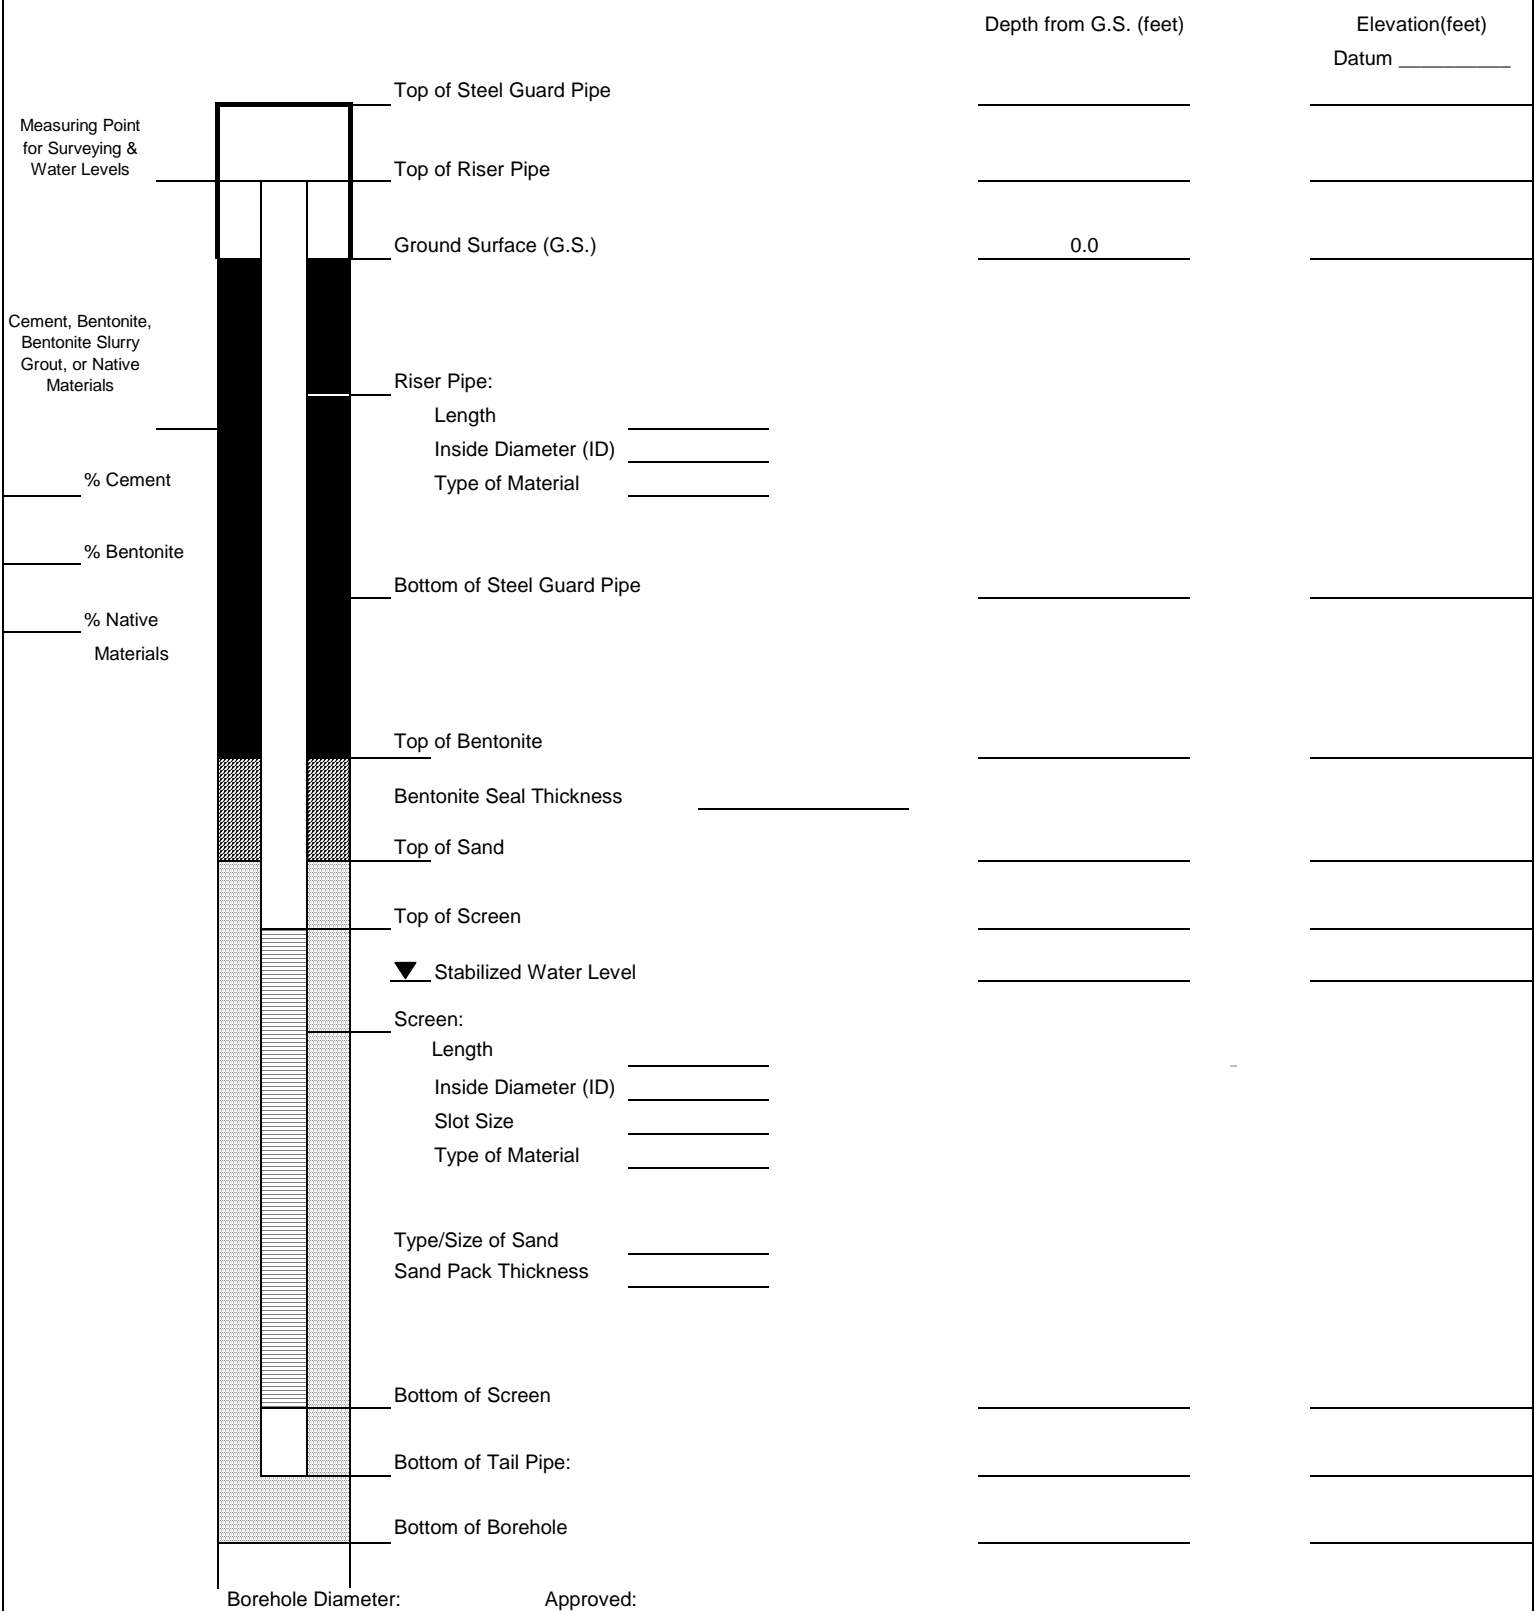 Depth from G.S. (feet) Elevation(feet)
Datum __________
Top of Steel Guard Pipe
Measuring Point
for Surveying &
Water Levels
Top of Riser Pipe
Ground Surface (G.S.) 0.0
Cement, Bentonite,
Bentonite Slurry
Grout, or Native
Materials
Riser Pipe:
Length
Inside Diameter (ID)
Type of Material
% Cement
% Bentonite
Bottom of Steel Guard Pipe
% Native
Materials
Top of Bentonite
Bentonite Seal Thickness
Top of Sand
Top of Screen
Stabilized Water Level
Screen:
Length
Inside Diameter (ID)
Slot Size
Type of Material
Type/Size of Sand
Sand Pack Thickness
Bottom of Screen
Bottom of Tail Pipe:
Bottom of Borehole
Borehole Diameter: Approved: